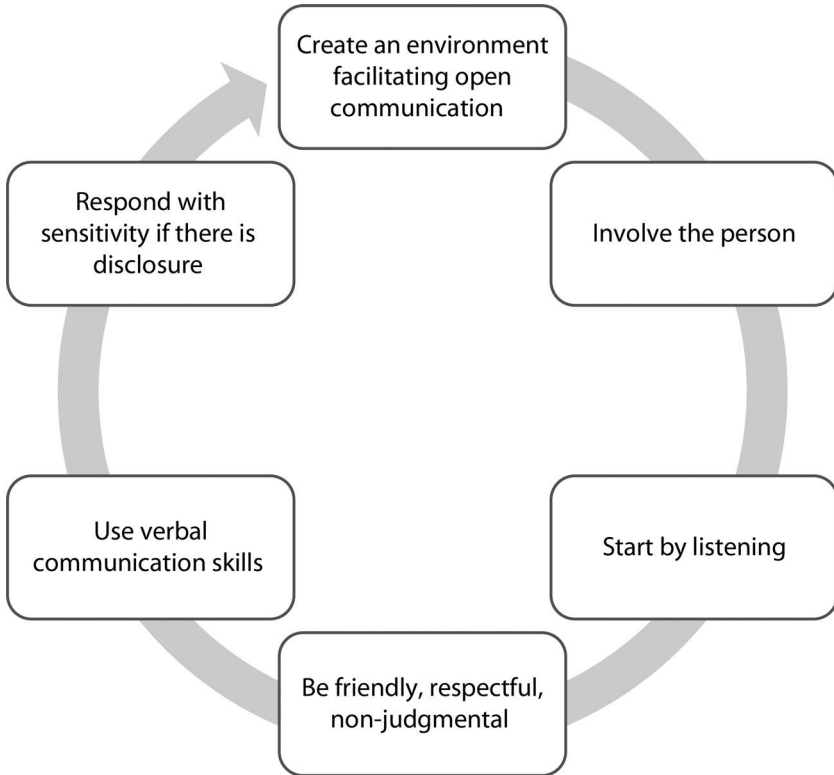 Create an environment
facilitating open
communication
Involve the person
Start by listening
Be friendly, respectful,
non-judgmental
Use verbal
communication skills
Respond with
sensitivity if there is
disclosure